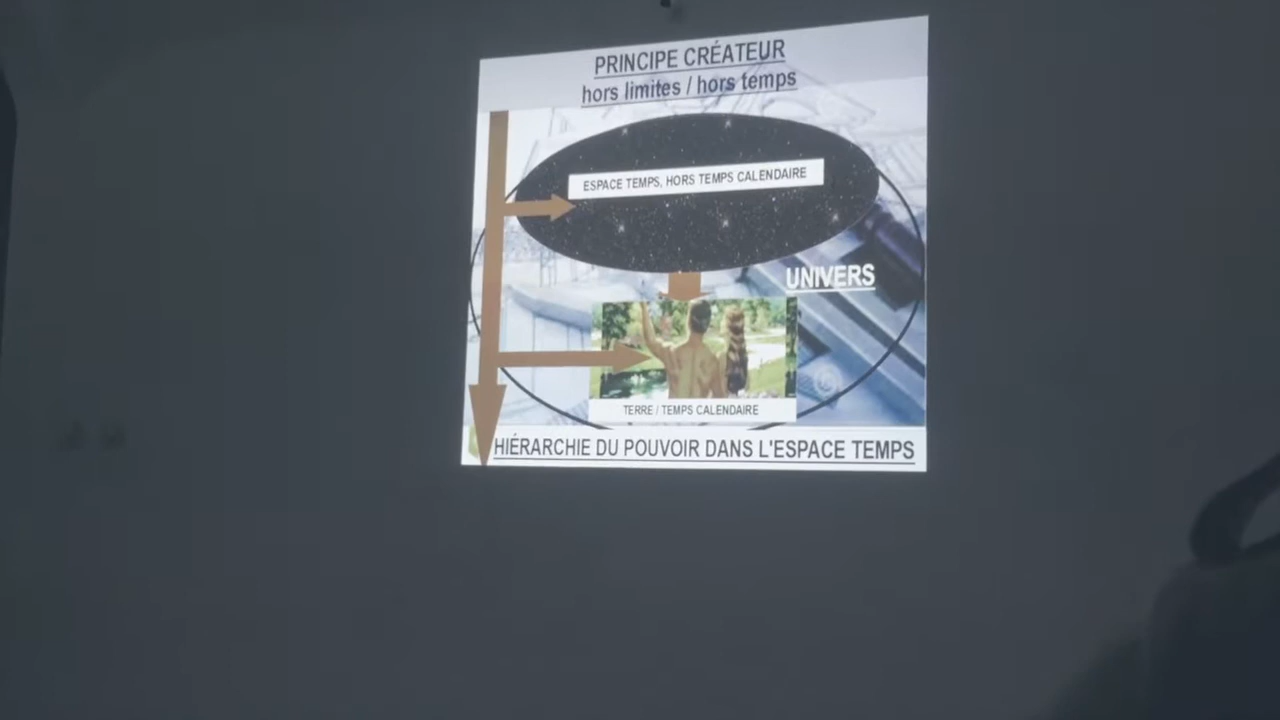 PRINCIPE CRÉATEUR
hors limites / hors temps
ESPACE TEMPS, HORS TEMPS CALENDAIRE
UNIVERS
TERRE / TEMPS CALENDAIRE
HIÉRARCHIE DU POUVOIR DANS L'ESPACE TEMPS